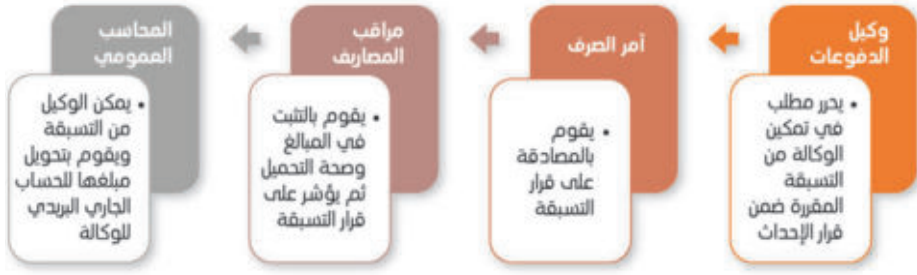 وكيل
الدفوعات
• يحرر مطلب
في تمكين
الوكالة من
التسبقة
المقررة ضمن
قرار الإحداث
آمر الصرف
• يقوم
بالمصادقة
على قرار
التسبقة
مراقب
المصاريف
• يقوم بالتثبت
في المبالغ
وصحة التحميل
ثم يؤشر على
قرار التسبقة
المحاسب
العمومي
• يمكن الوكيل
من التسبقة
ويقوم بتحويل
مبلغها للحساب
الجاري البريدي
للوكالة